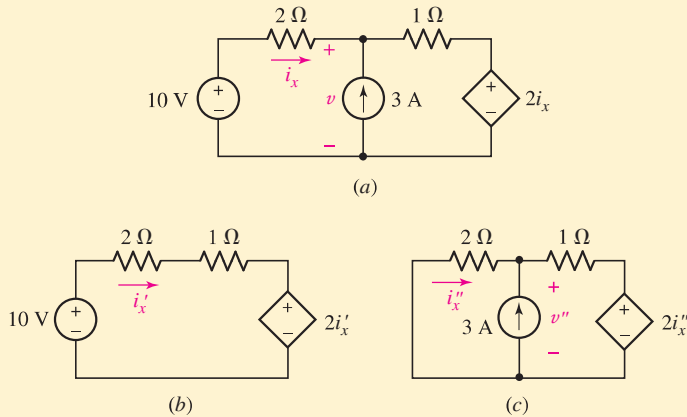 2 Ω 1 Ω
+
i_x
10 V + − v 3 A + − 2i_x
−
(a)
2 Ω 1 Ω
i_x′
10 V + − + − 2i_x′
(b)
2 Ω 1 Ω
i_x″ +
3 A v″ + − 2i_x″
−
(c)